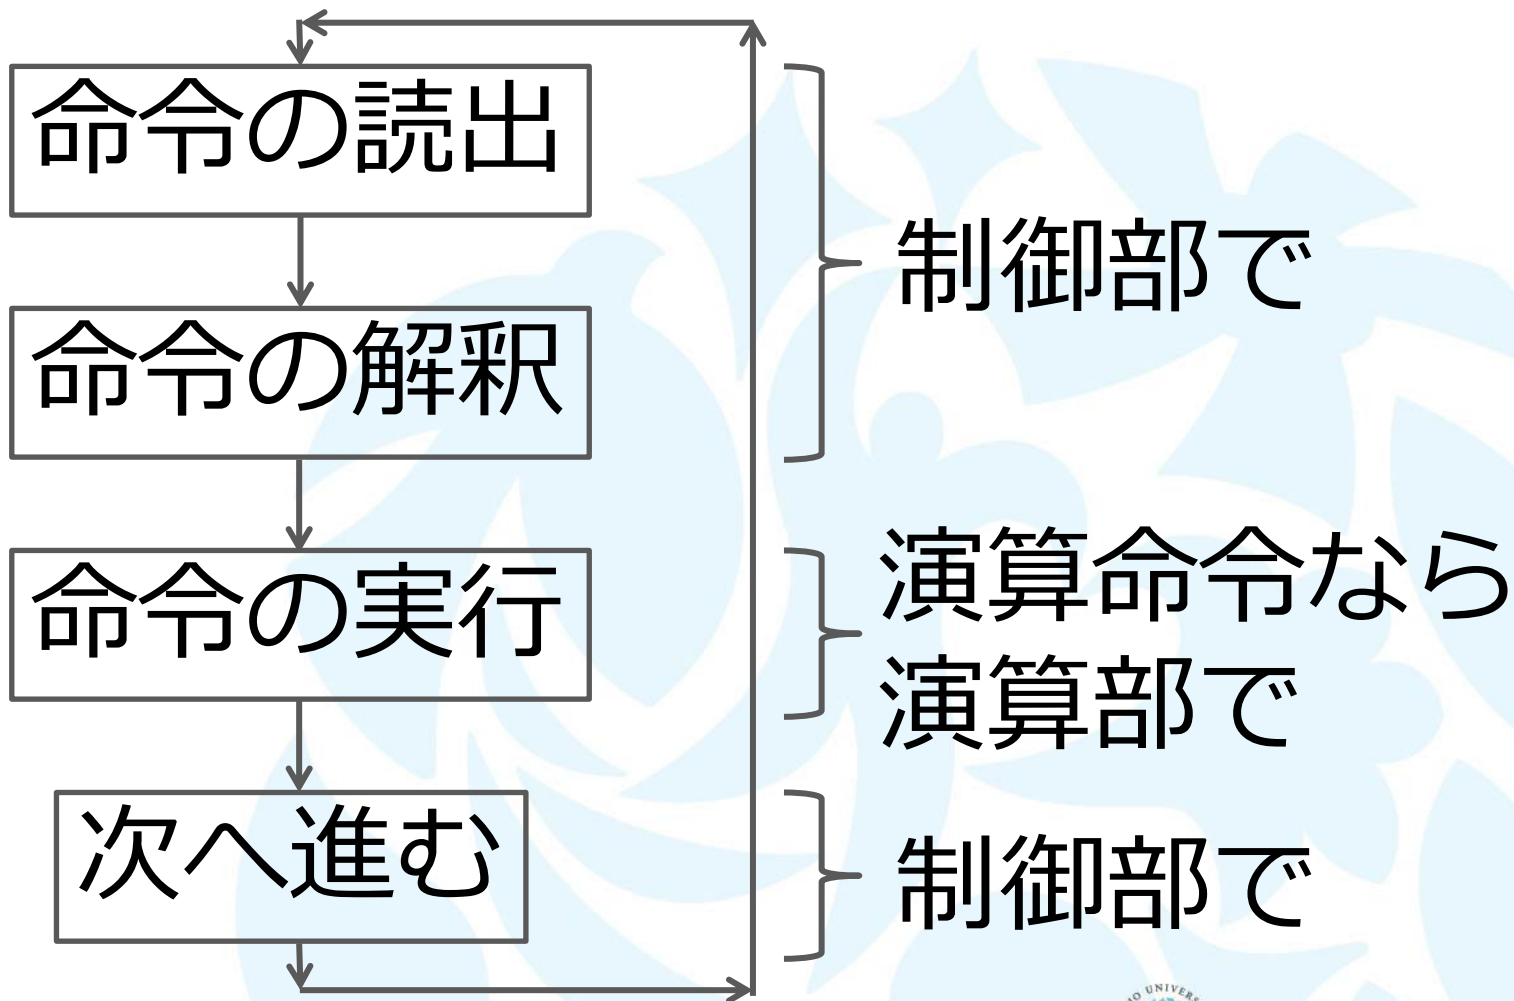 命令の読出
命令の解釈
制御部で
命令の実行
演算命令なら
演算部で
次へ進む
制御部で